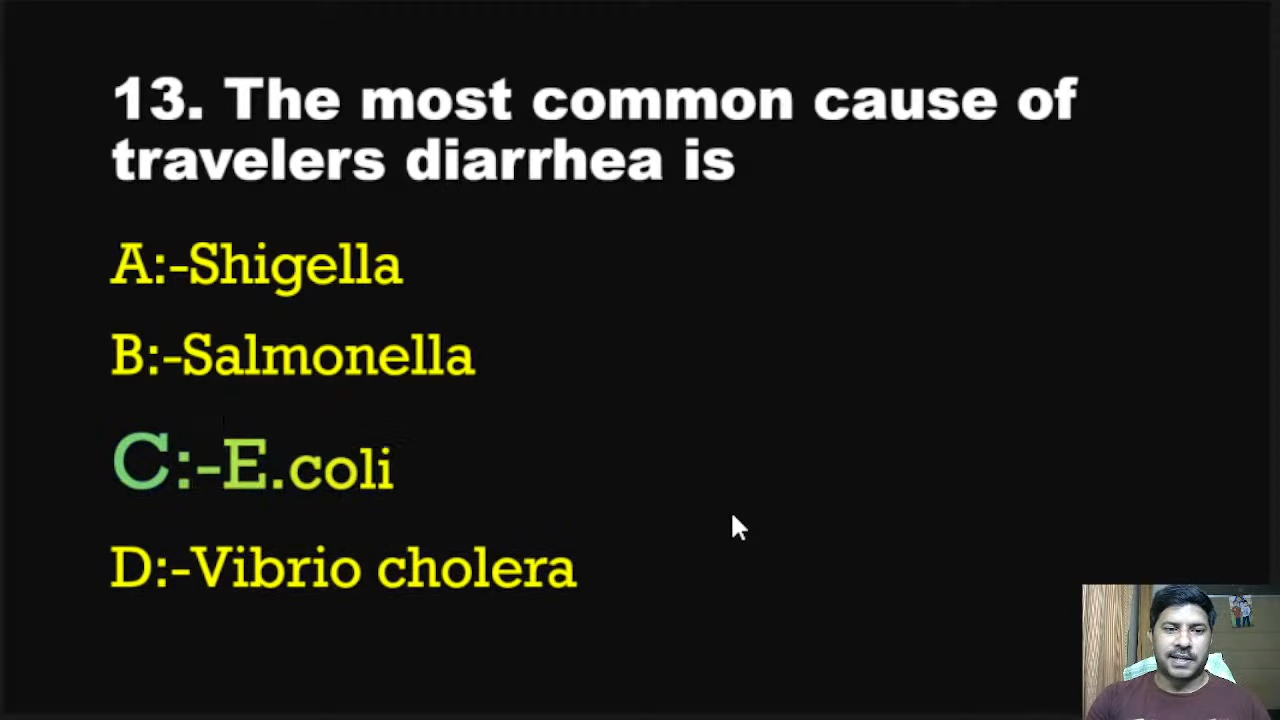 13. The most common cause of
travelers diarrhea is
A:-Shigella
B:-Salmonella
C:-E.coli
D:-Vibrio cholera